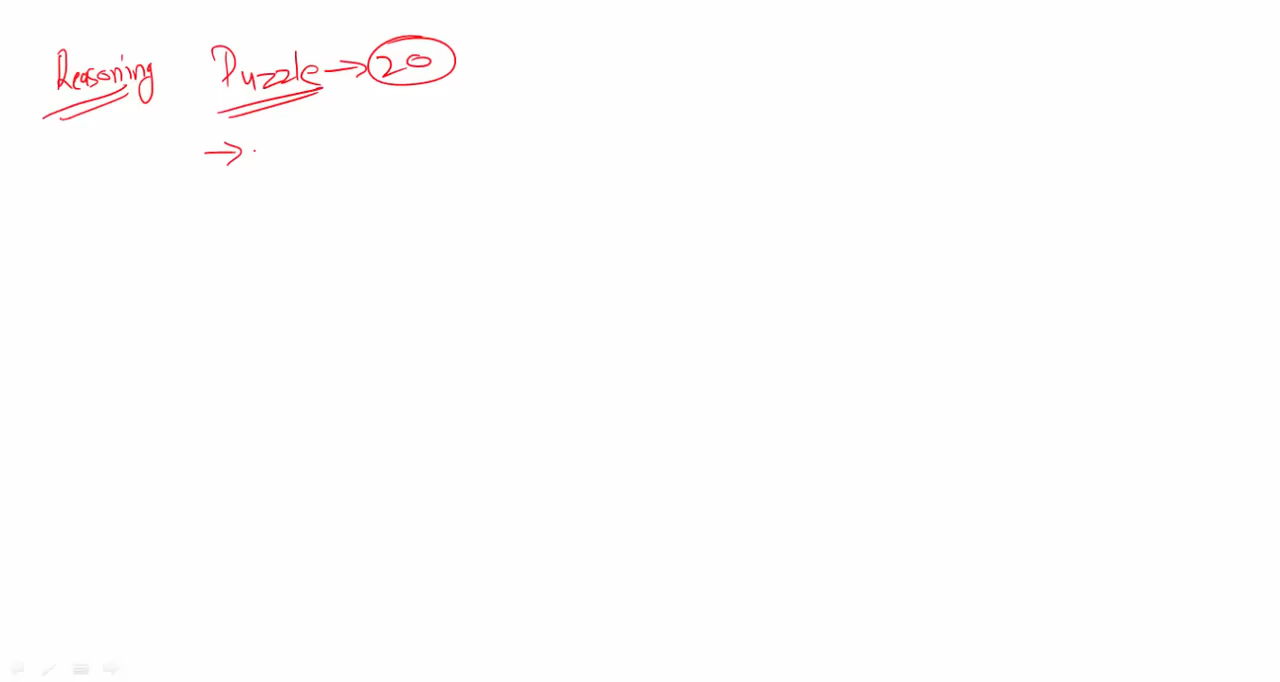 Reasoning Puzzle → 20
→